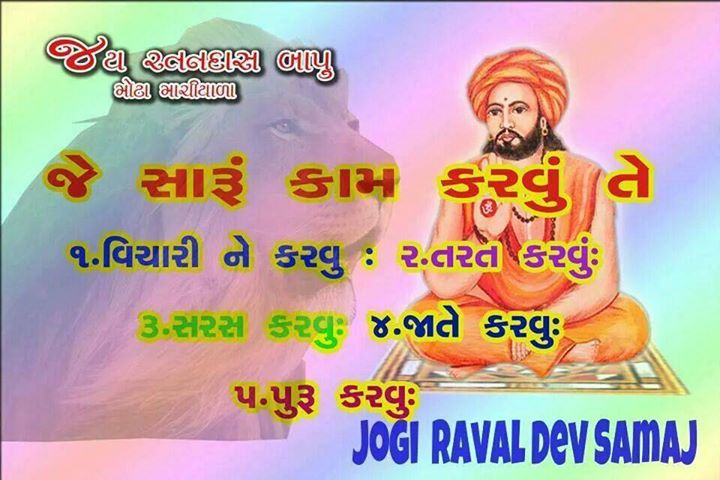 જય રતનદાસ બાપુ
મોટા માચીયાળા
જે સારૂં કામ કરવું તે
૧.વિચારી ને કરવુ : ૨.તરત કરવુંઃ
૩.સરસ કરવુઃ ૪.જાતે કરવુઃ
૫.પુરૂ કરવુઃ
JOGI RAVAL DeV SAMAJ